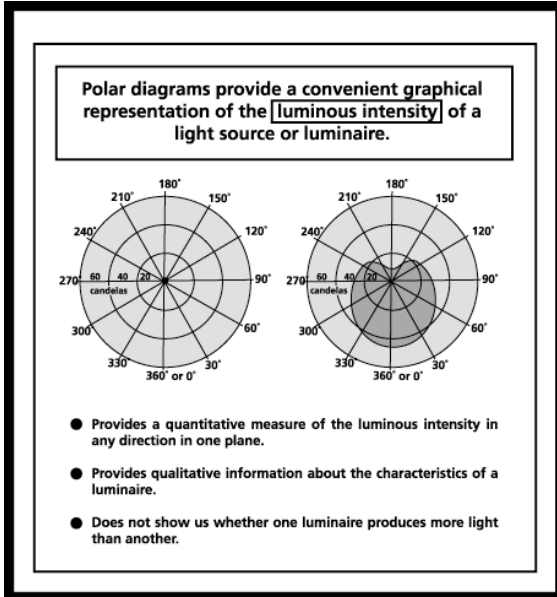 Polar diagrams provide a convenient graphical
representation of the luminous intensity of a
light source or luminaire.
180°
210° 150°
240° 120°
270° 60 40 20 90°
candelas
300° 60°
330° 30°
360° or 0°
180°
210° 150°
240° 120°
270° 60 40 20 90°
candelas
300° 60°
330° 30°
360° or 0°
● Provides a quantitative measure of the luminous intensity in
any direction in one plane.
● Provides qualitative information about the characteristics of a
luminaire.
● Does not show us whether one luminaire produces more light
than another.